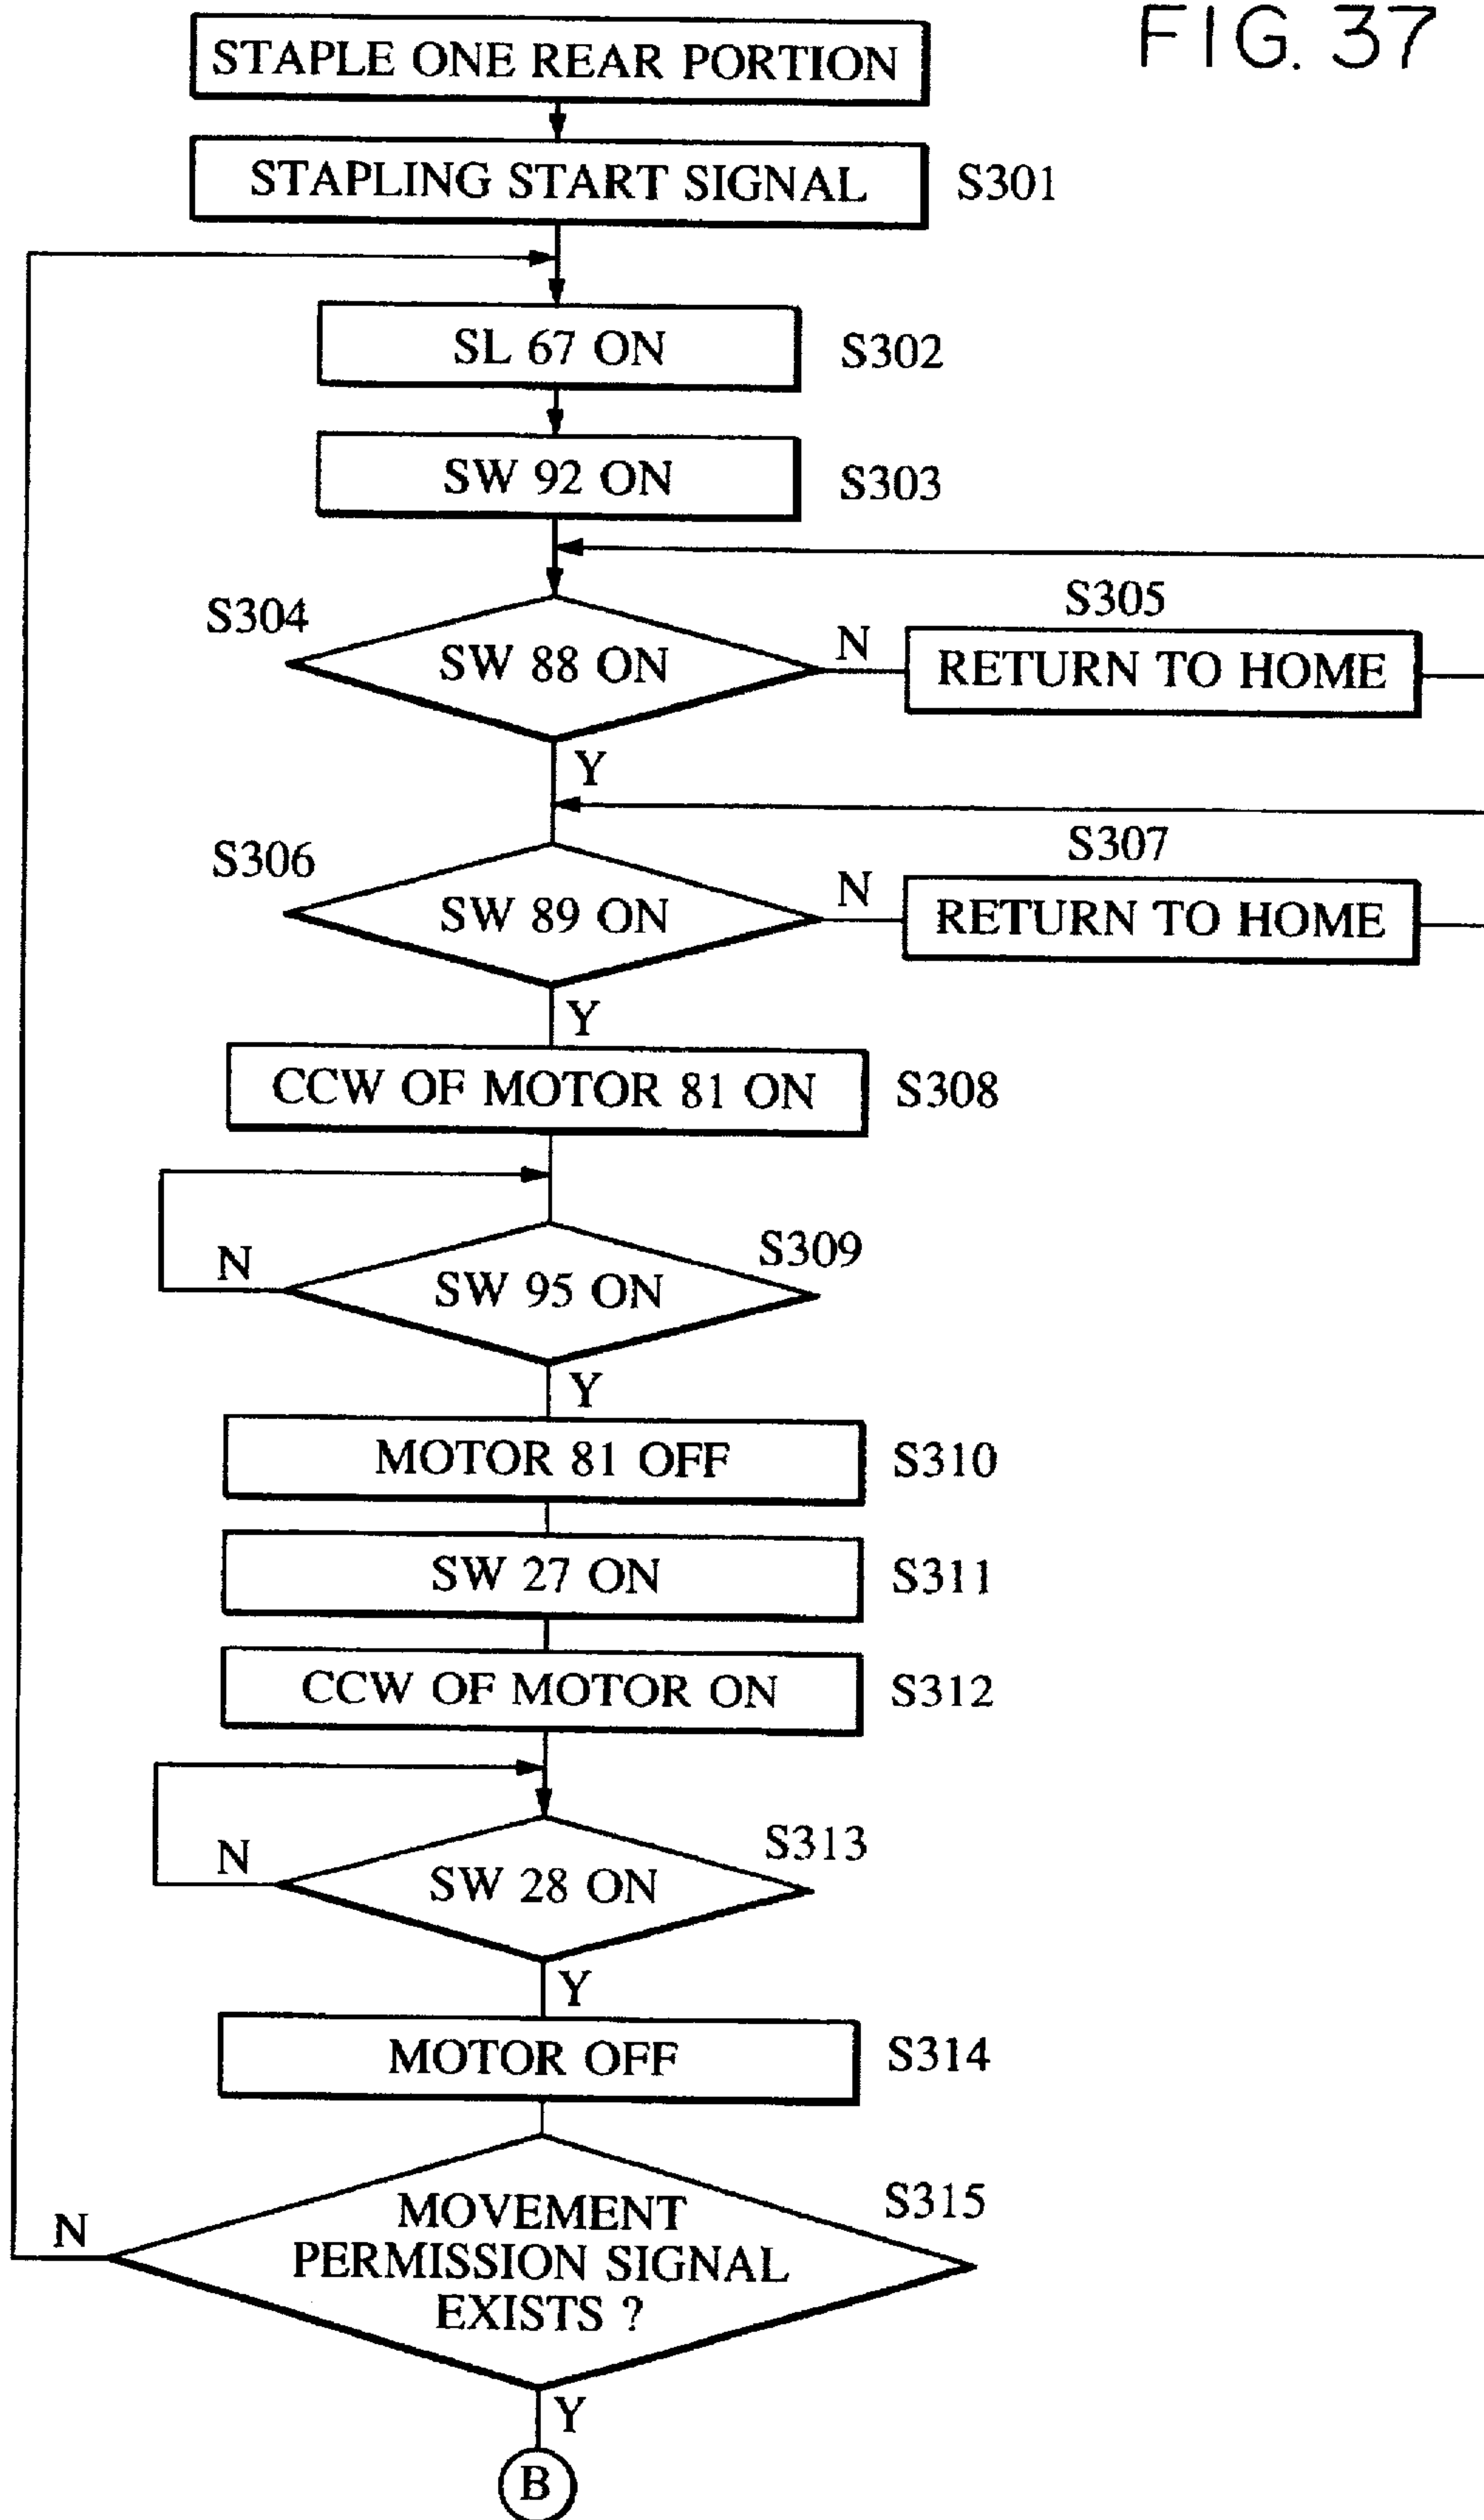 FIG. 37
STAPLE ONE REAR PORTION
STAPLING START SIGNAL S301
SL 67 ON S302
SW 92 ON S303
S304 SW 88 ON N S305
RETURN TO HOME
Y
S306 SW 89 ON N S307
RETURN TO HOME
Y
CCW OF MOTOR 81 ON S308
N SW 95 ON S309
Y
MOTOR 81 OFF S310
SW 27 ON S311
CCW OF MOTOR ON S312
N SW 28 ON S313
Y
MOTOR OFF S314
N MOVEMENT S315
PERMISSION SIGNAL
EXISTS ?
Y
B